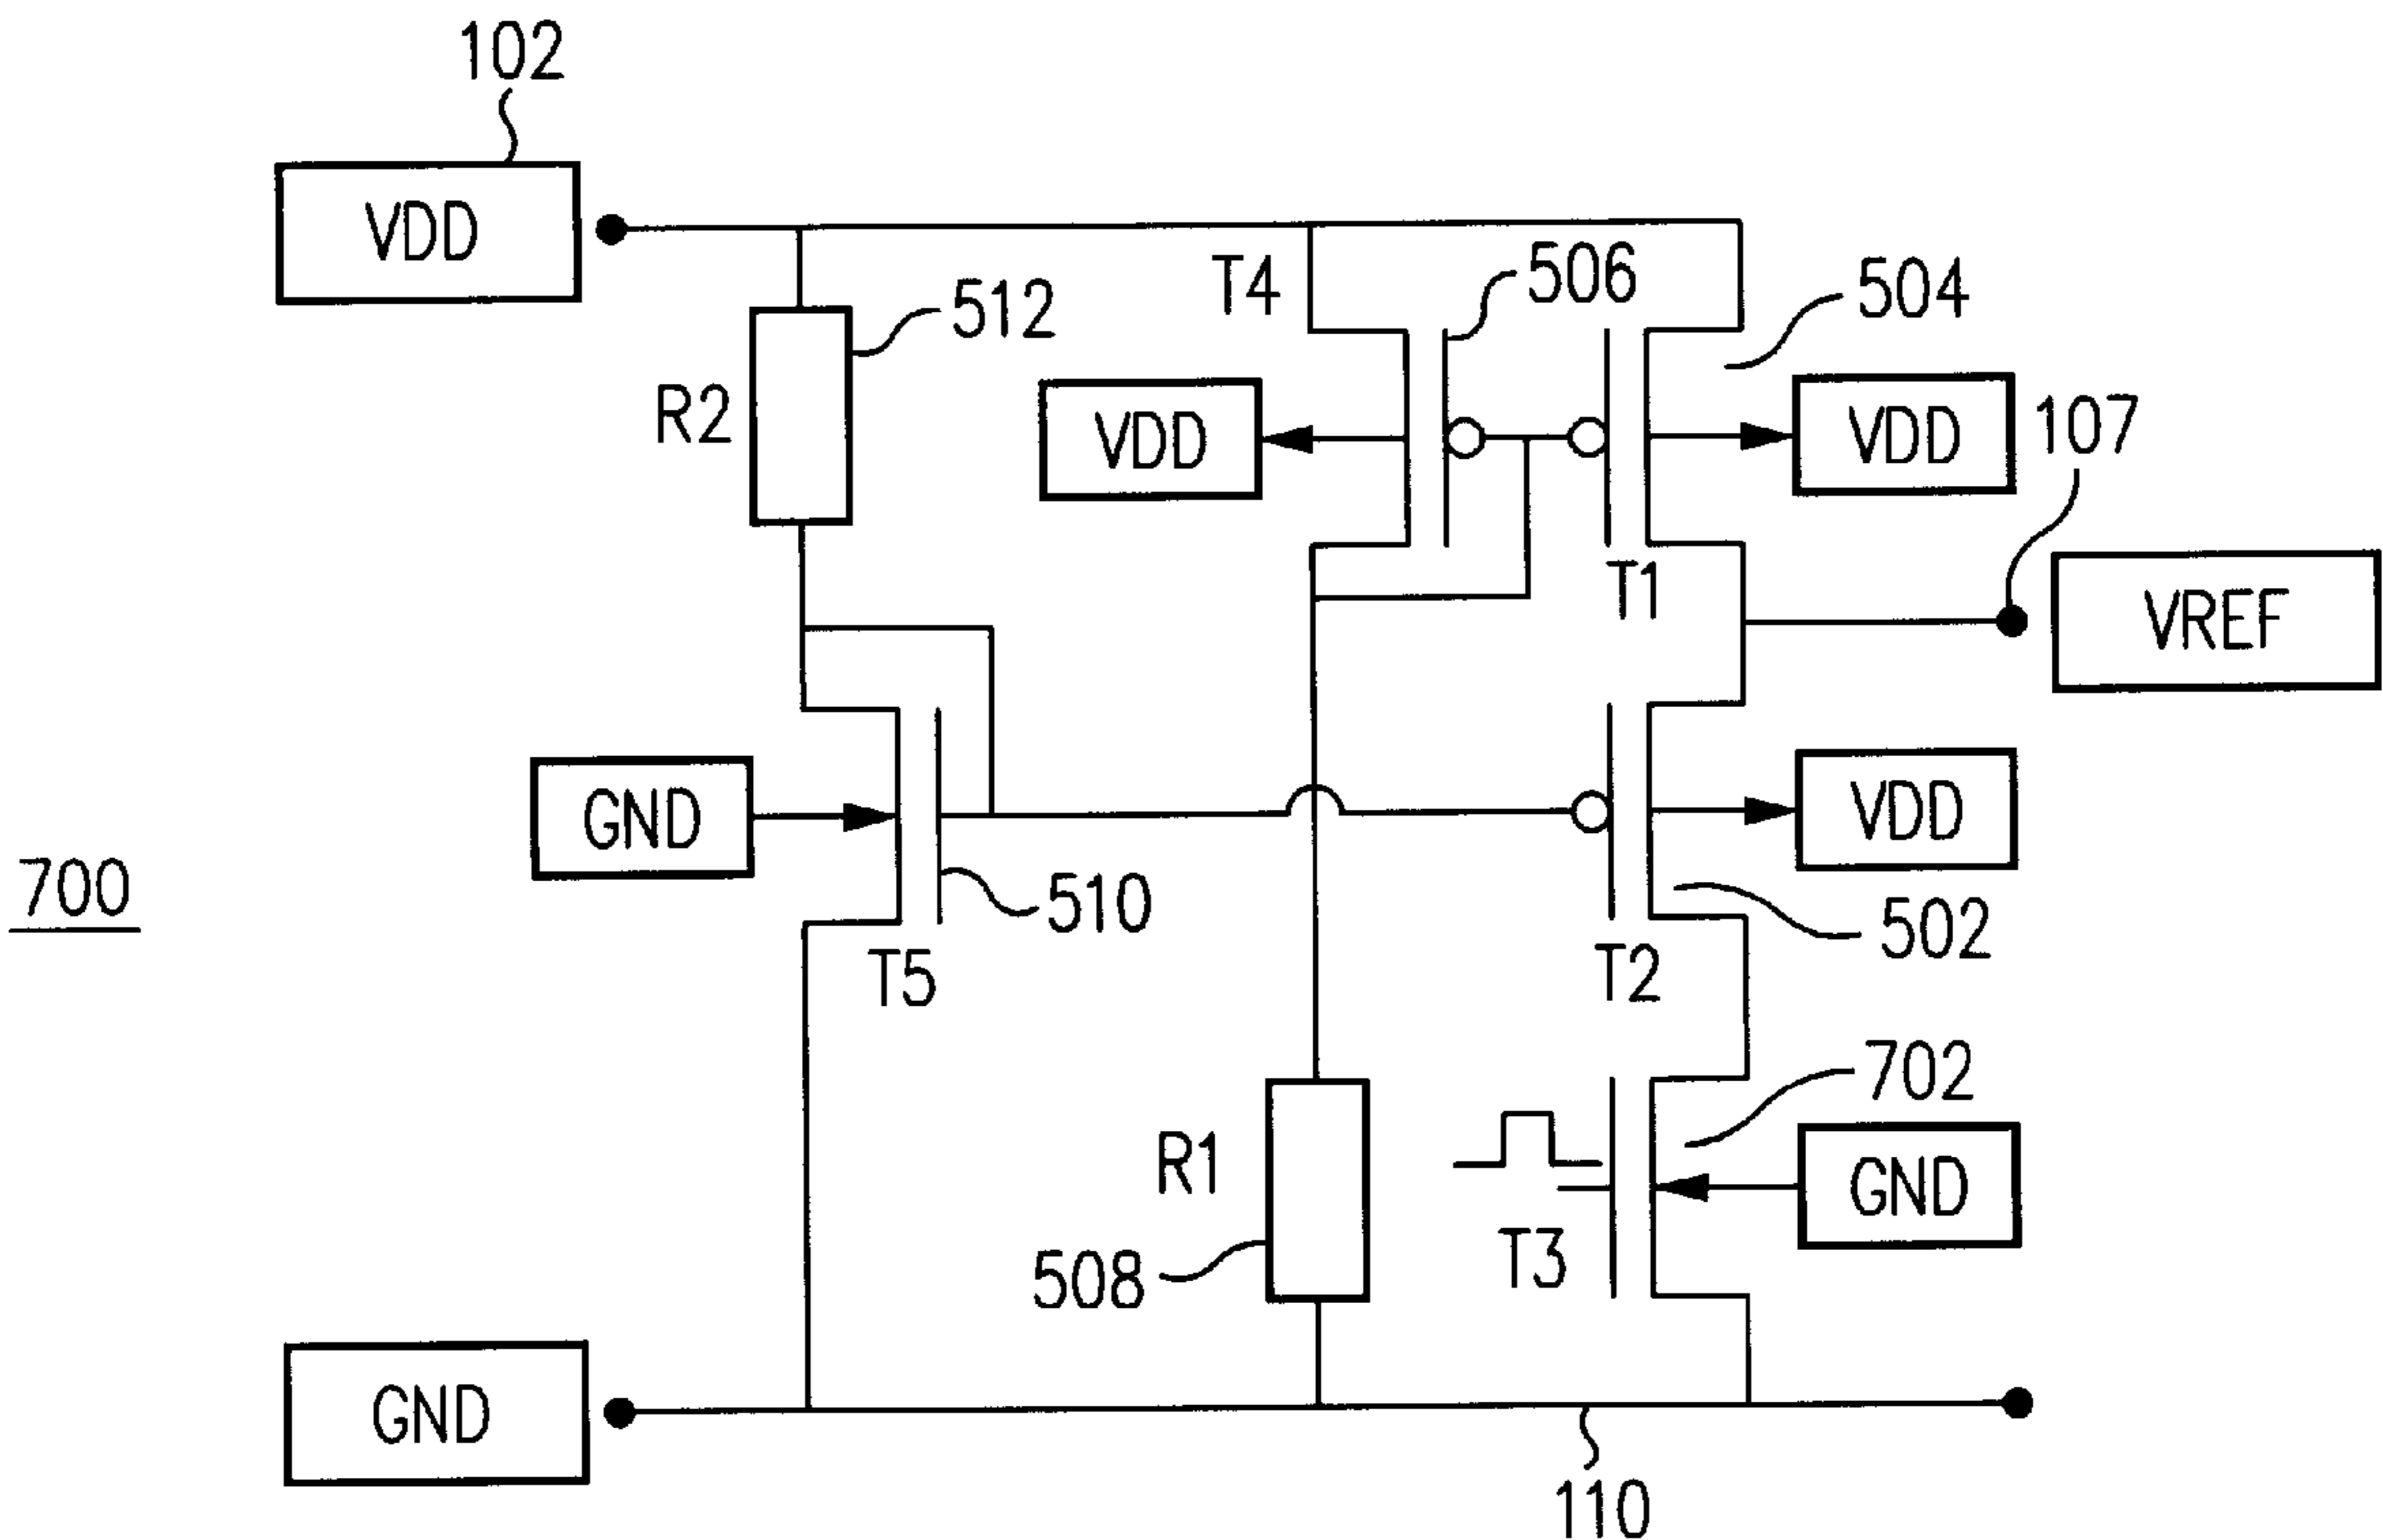 102
VDD
T4
506
504
512
R2
VDD
VDD
107
T1
VREF
GND
VDD
700
510
502
T5
T2
702
R1
GND
T3
508
GND
110